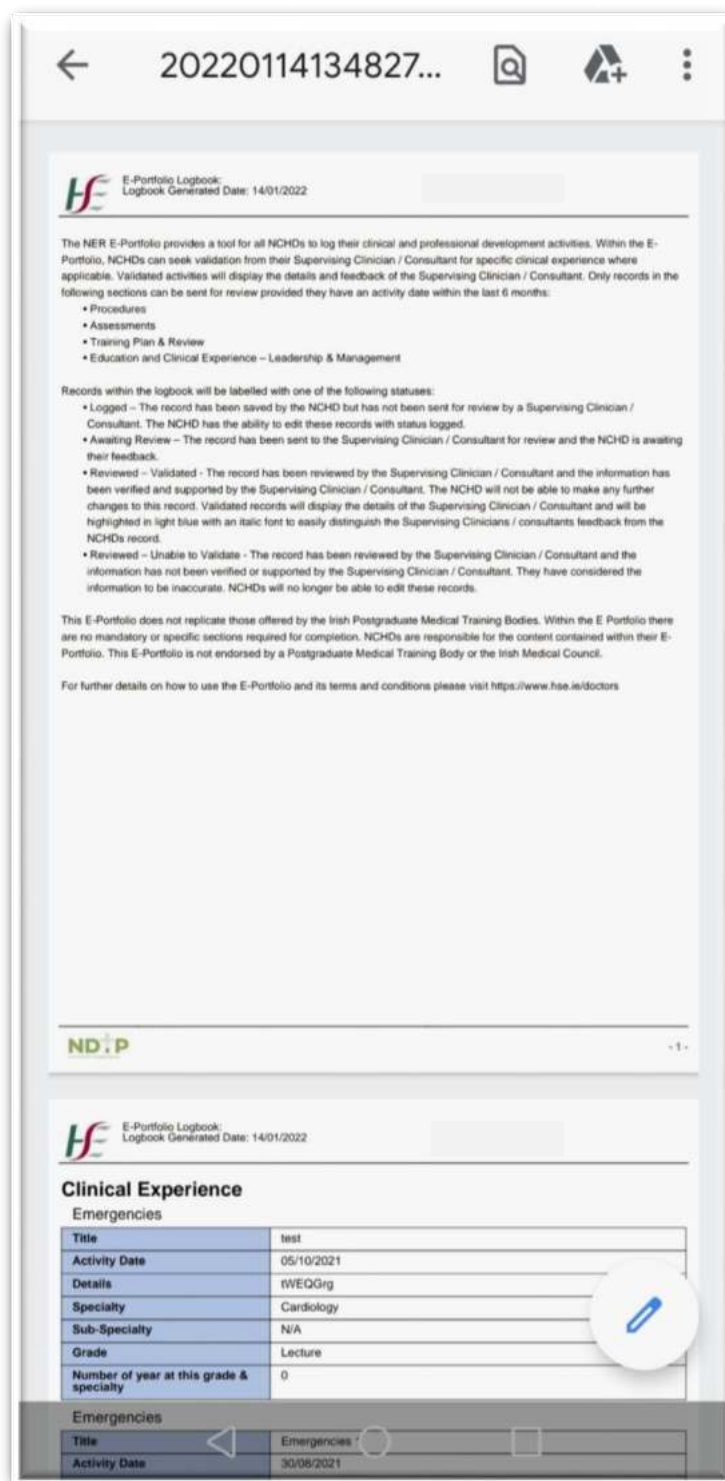 20220114134827...
HE
E-Portfolio Logbook:
Logbook Generated Date: 14/01/2022
The NER E-Portfolio provides a tool for all NCHDs to log their clinical and professional development activities. Within the E-
Portfolio, NCHDs can seek validation from their Supervising Clinician / Consultant for specific clinical experience where
applicable. Validated activities will display the details and feedback of the Supervising Clinician / Consultant. Only records in the
following sections can be sent for review provided they have an activity date within the last 6 months:
• Procedures
• Assessments
• Training Plan & Review
• Education and Clinical Experience – Leadership & Management
Records within the logbook will be labelled with one of the following statuses:
• Logged – The record has been saved by the NCHD but has not been sent for review by a Supervising Clinician /
Consultant. The NCHD has the ability to edit these records with status logged.
• Awaiting Review – The record has been sent to the Supervising Clinician / Consultant for review and the NCHD is awaiting
their feedback.
• Reviewed – Validated - The record has been reviewed by the Supervising Clinician / Consultant and the information has
been verified and supported by the Supervising Clinician / Consultant. The NCHD will not be able to make any further
changes to this record. Validated records will display the details of the Supervising Clinician / Consultant and will be
highlighted in light blue with an italic font to easily distinguish the Supervising Clinicians / consultants feedback from the
NCHDs record.
• Reviewed – Unable to Validate - The record has been reviewed by the Supervising Clinician / Consultant and the
information has not been verified or supported by the Supervising Clinician / Consultant. They have considered the
information to be inaccurate. NCHDs will no longer be able to edit these records.
This E-Portfolio does not replicate those offered by the Irish Postgraduate Medical Training Bodies. Within the E Portfolio there
are no mandatory or specific sections required for completion. NCHDs are responsible for the content contained within their E-
Portfolio. This E-Portfolio is not endorsed by a Postgraduate Medical Training Body or the Irish Medical Council.
For further details on how to use the E-Portfolio and its terms and conditions please visit https://www.hse.ie/doctors
NDTP
- 1 -
HE
E-Portfolio Logbook:
Logbook Generated Date: 14/01/2022
Clinical Experience
Emergencies
Title test
Activity Date 05/10/2021
Details tWEQGrg
Specialty Cardiology
Sub-Specialty N/A
Grade Lecture
Number of year at this grade & 0
specialty
Emergencies
Title Emergencies
Activity Date 30/08/2021